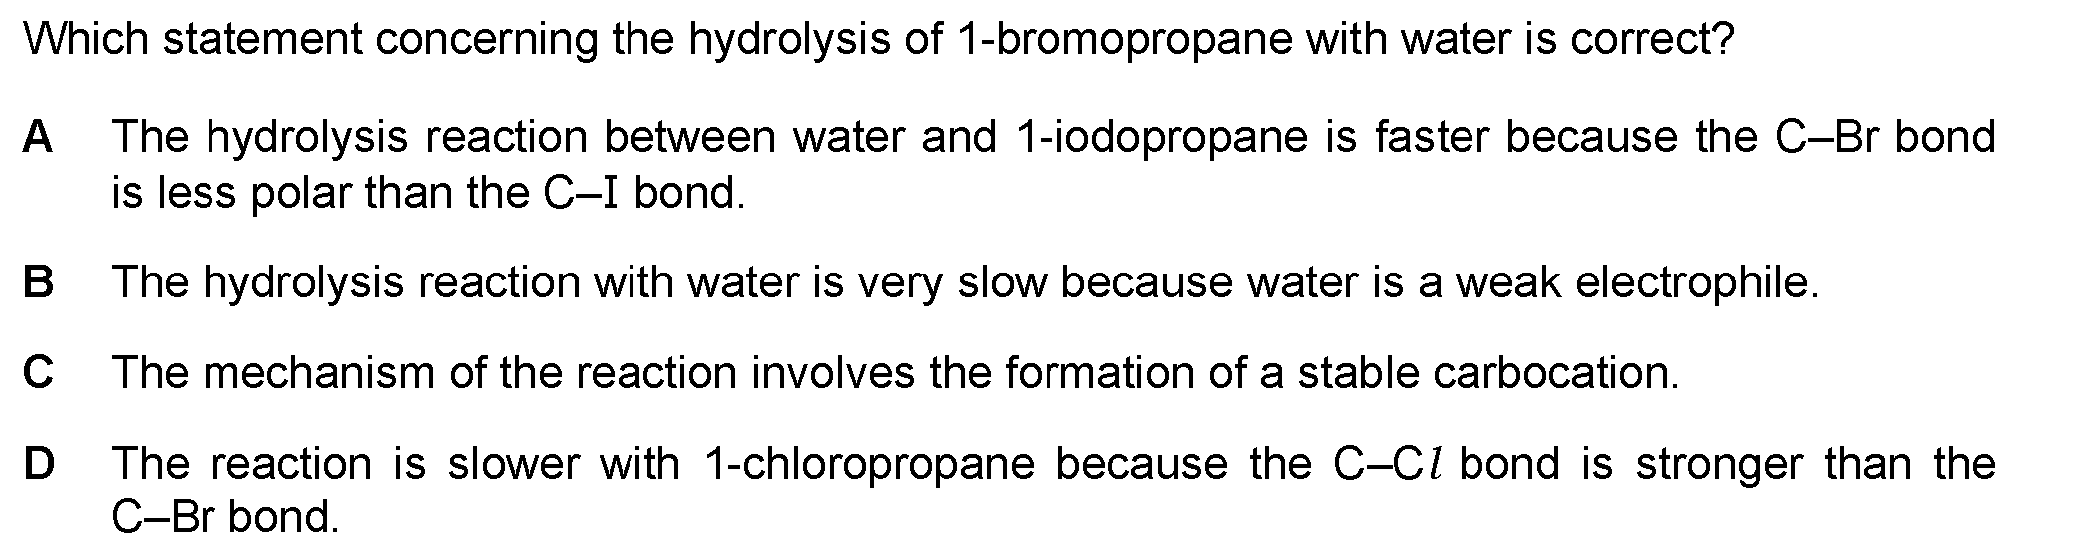 Which statement concerning the hydrolysis of 1-bromopropane with water is correct?
A The hydrolysis reaction between water and 1-iodopropane is faster because the C–Br bond
is less polar than the C–I bond.
B The hydrolysis reaction with water is very slow because water is a weak electrophile.
C The mechanism of the reaction involves the formation of a stable carbocation.
D The reaction is slower with 1-chloropropane because the C–Cl bond is stronger than the
C–Br bond.